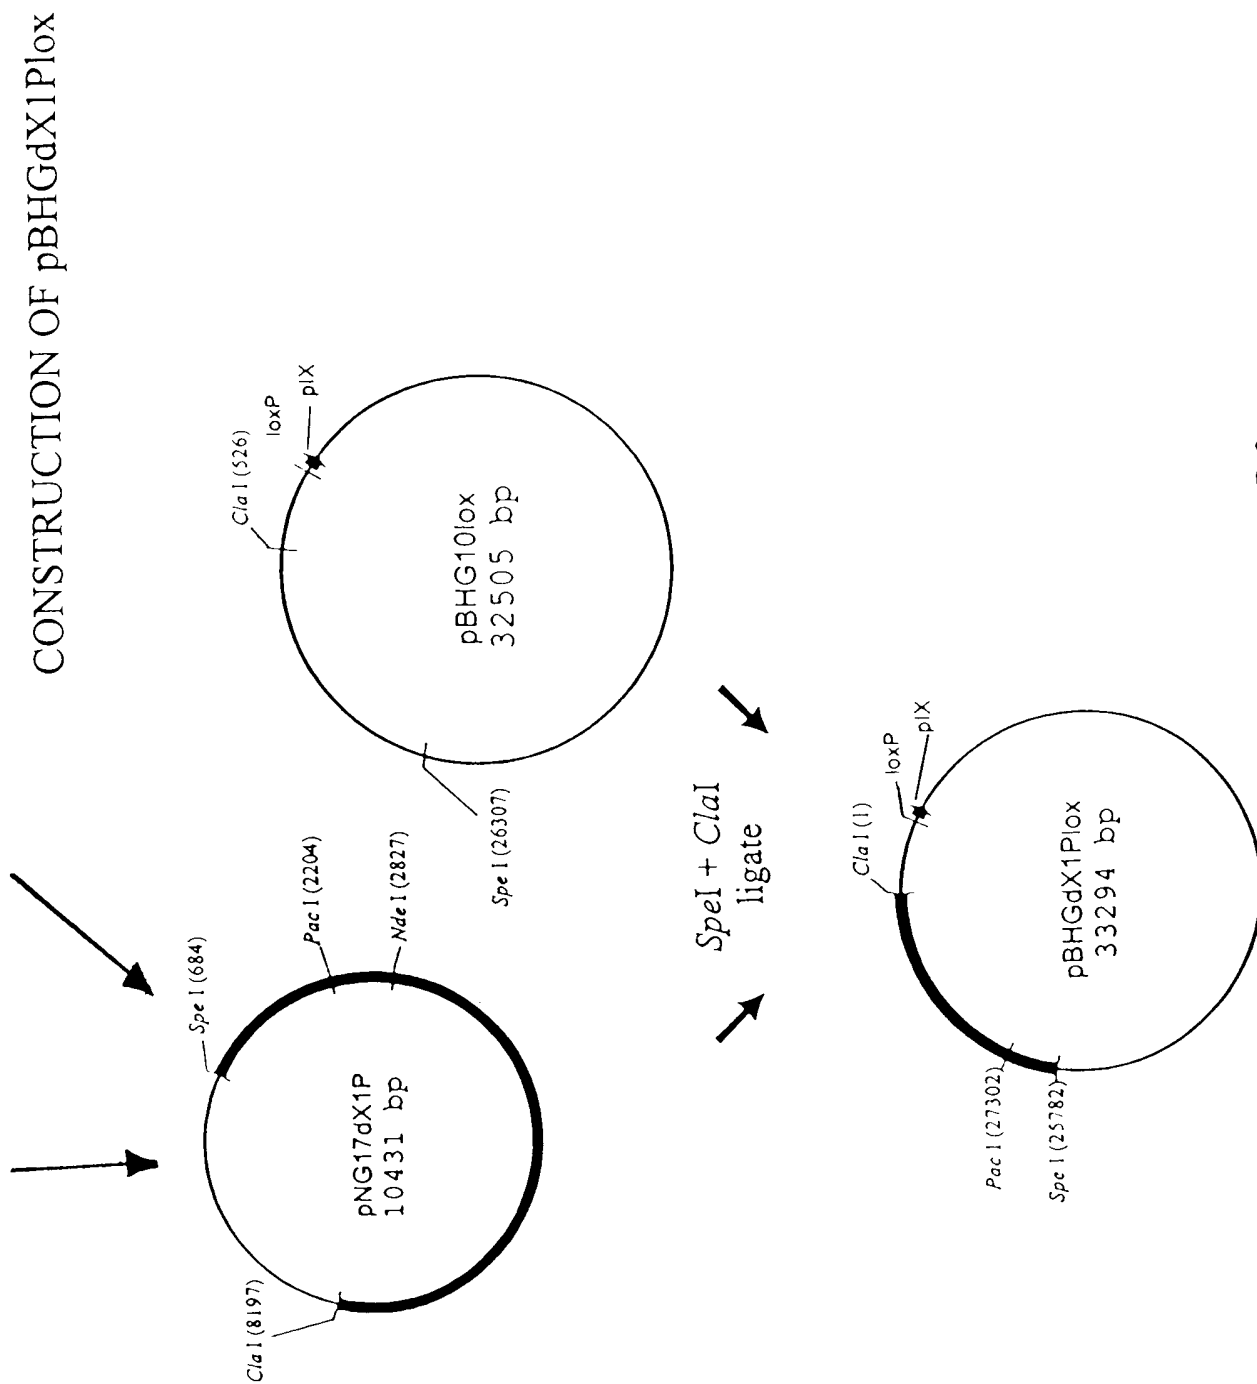 CONSTRUCTION OF pBHGdX1Plox
Spe I (684)
Pac I (2204)
Nde I (2827)
Cla I (8197)
pNG17dX1P
10431 bp
Cla I (526)
loxP
pIX
Spe I (26307)
pBHG10lox
32505 bp
SpeI + ClaI
ligate
Cla I (1)
loxP
pIX
Pac I (27302)
Spe I (25782)
pBHGdX1Plox
33294 bp